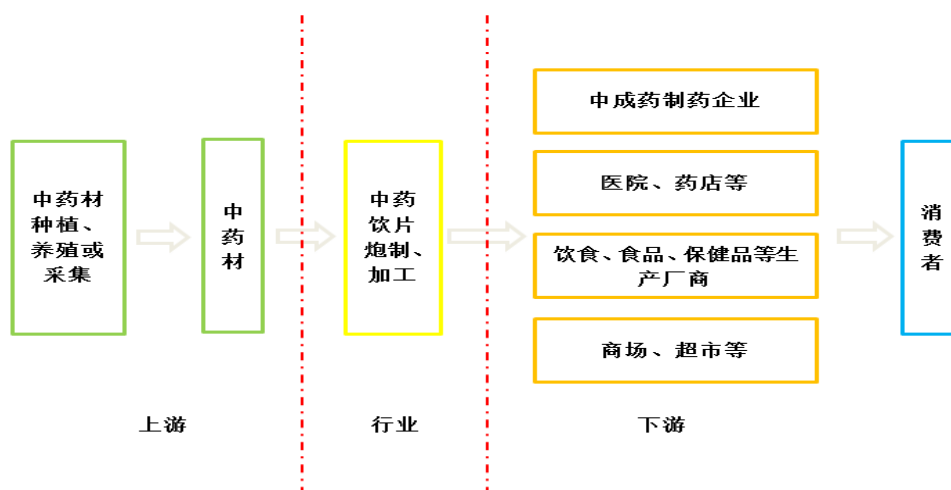 中药材
种植、
养殖或
采集
中
药
材
中药
饮片
炮制、
加工
中成药制药企业
医院、药店等
饮食、食品、保健品等生
产厂商
商场、超市等
消
费
者
上游
行业
下游